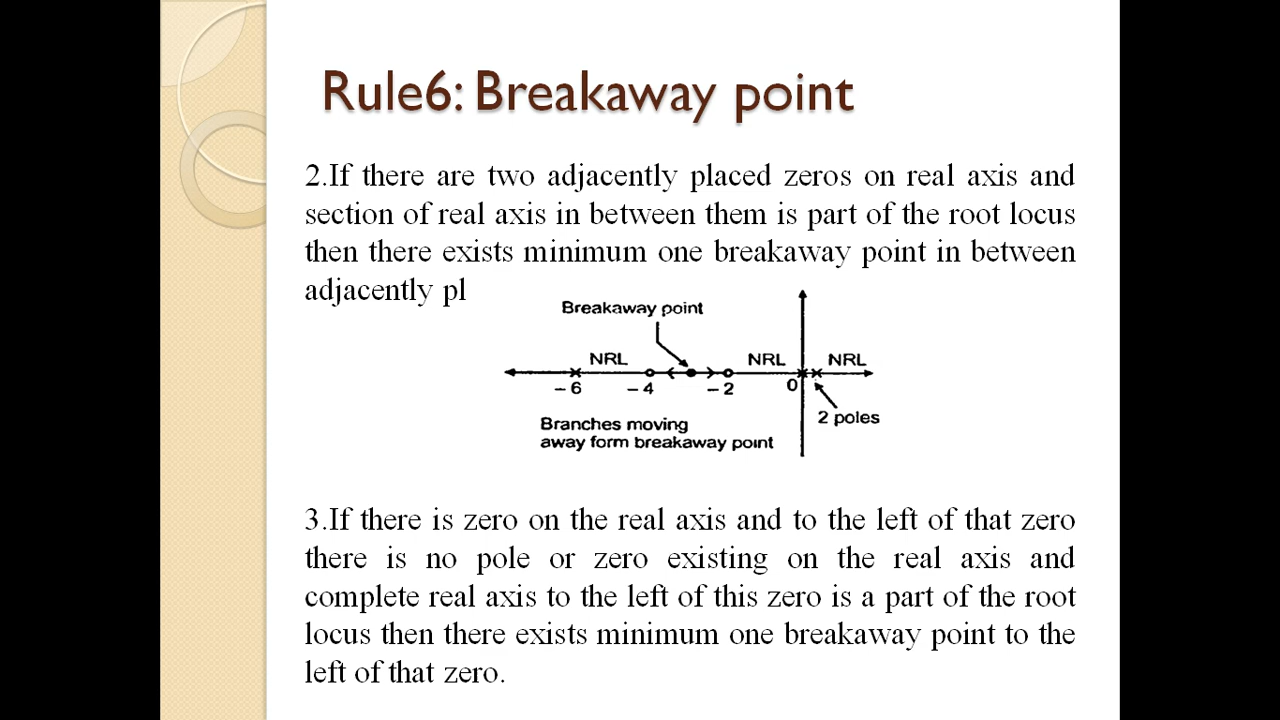 Rule6: Breakaway point
2.If there are two adjacently placed zeros on real axis and
section of real axis in between them is part of the root locus
then there exists minimum one breakaway point in between
adjacently pl
Breakaway point
NRL NRL NRL
– 6 – 4 – 2 0
2 poles
Branches moving
away form breakaway point
3.If there is zero on the real axis and to the left of that zero
there is no pole or zero existing on the real axis and
complete real axis to the left of this zero is a part of the root
locus then there exists minimum one breakaway point to the
left of that zero.